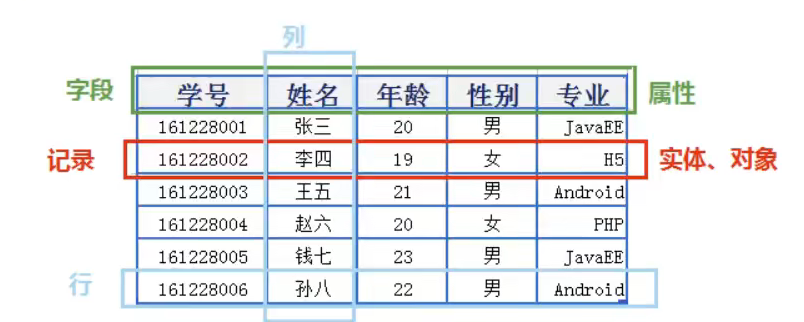 列
字段 学号 姓名 年龄 性别 专业 属性
161228001 张三 20 男 JavaEE
记录 161228002 李四 19 女 H5 实体、对象
161228003 王五 21 男 Android
161228004 赵六 20 女 PHP
161228005 钱七 23 男 JavaEE
行 161228006 孙八 22 男 Android